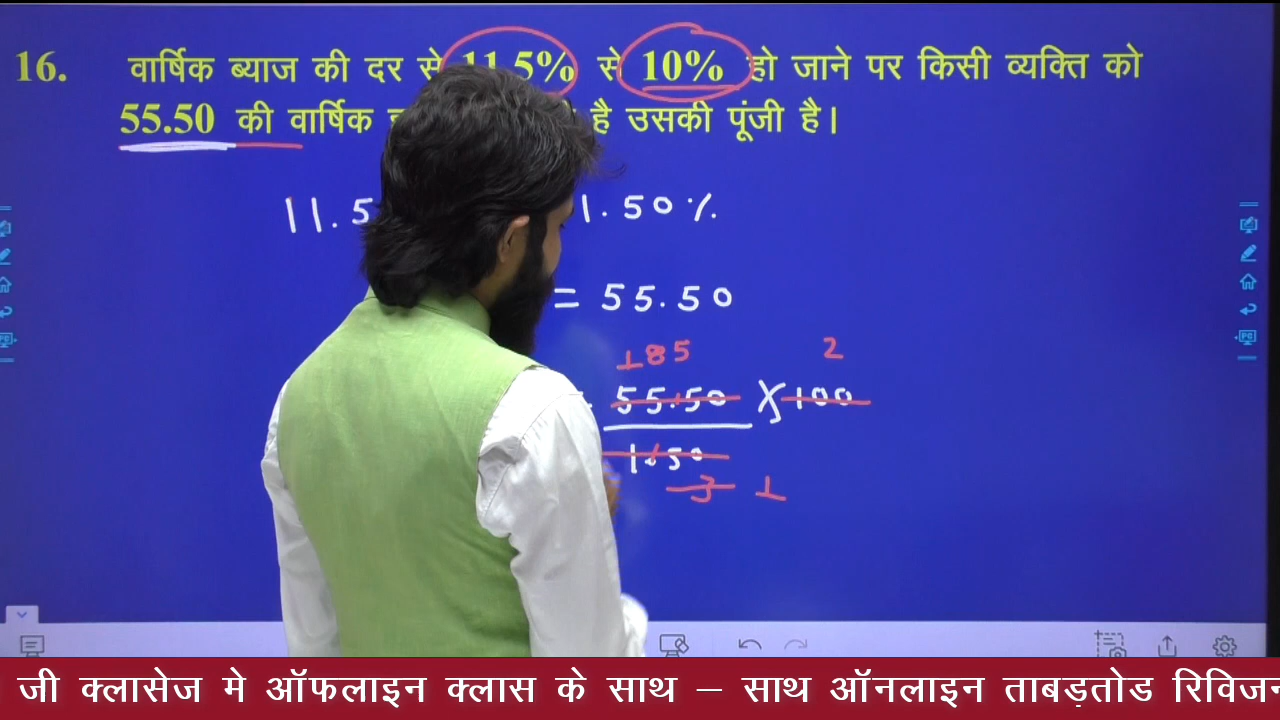 16. वार्षिक ब्याज की दर से 11.5% से 10% हो जाने पर किसी व्यक्ति को
55.50 की वार्षिक है उसकी पूंजी है।
11.5 1.50%
= 55.50
185 2
55.50 × 100
1.50
3 1
जी क्लासेज मे ऑफलाइन क्लास के साथ – साथ ऑनलाइन ताबड़तोड रिविजन